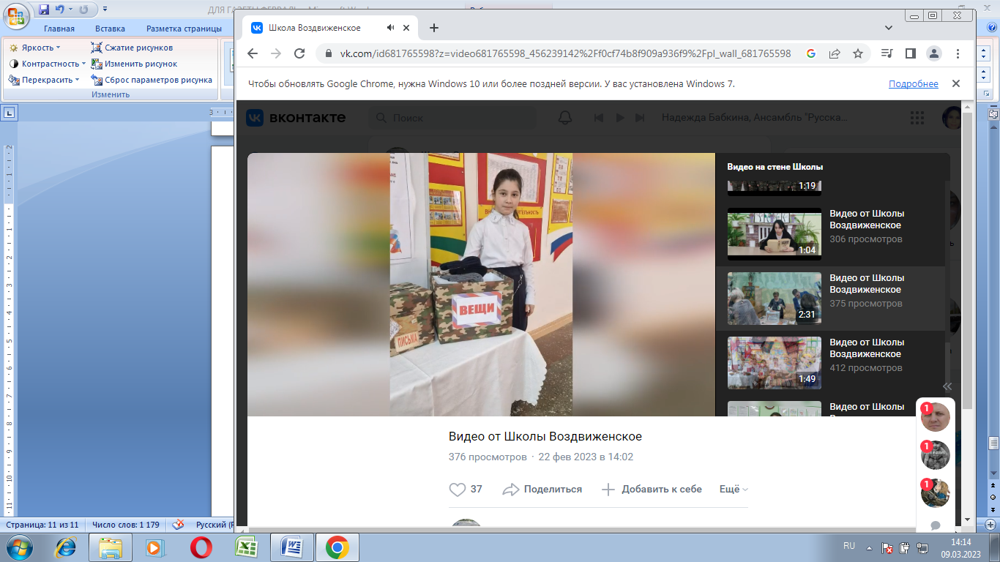 Главная
Вставка
Разметка страницы
Яркость
Контрастность
Перекрасить
Сжатие рисунков
Изменить рисунок
Сброс параметров рисунка
Изменить
Школа Воздвиженское
vk.com/id681765598?z=video681765598_456239142%2Ff0cf74b8f909a936f9%2Fpl_wall_681765598
Чтобы обновлять Google Chrome, нужна Windows 10 или более поздней версии. У вас установлена Windows 7.
Подробнее
вконтакте
Поиск
Надежда Бабкина, Ансамбль "Русска...
ВЕЩИ
ПИСЬМА
Видео на стене Школы
1:19
Видео от Школы
Воздвиженское
306 просмотров
1:04
Видео от Школы
Воздвиженское
375 просмотров
2:31
Видео от Школы
Воздвиженское
412 просмотров
1:49
Видео от Школы
Видео от Школы Воздвиженское
376 просмотров · 22 фев 2023 в 14:02
37
Поделиться
Добавить к себе
Ещё
1
1
1
Страница: 11 из 11
Число слов: 1 179
Русский (Р
RU
14:14
09.03.2023